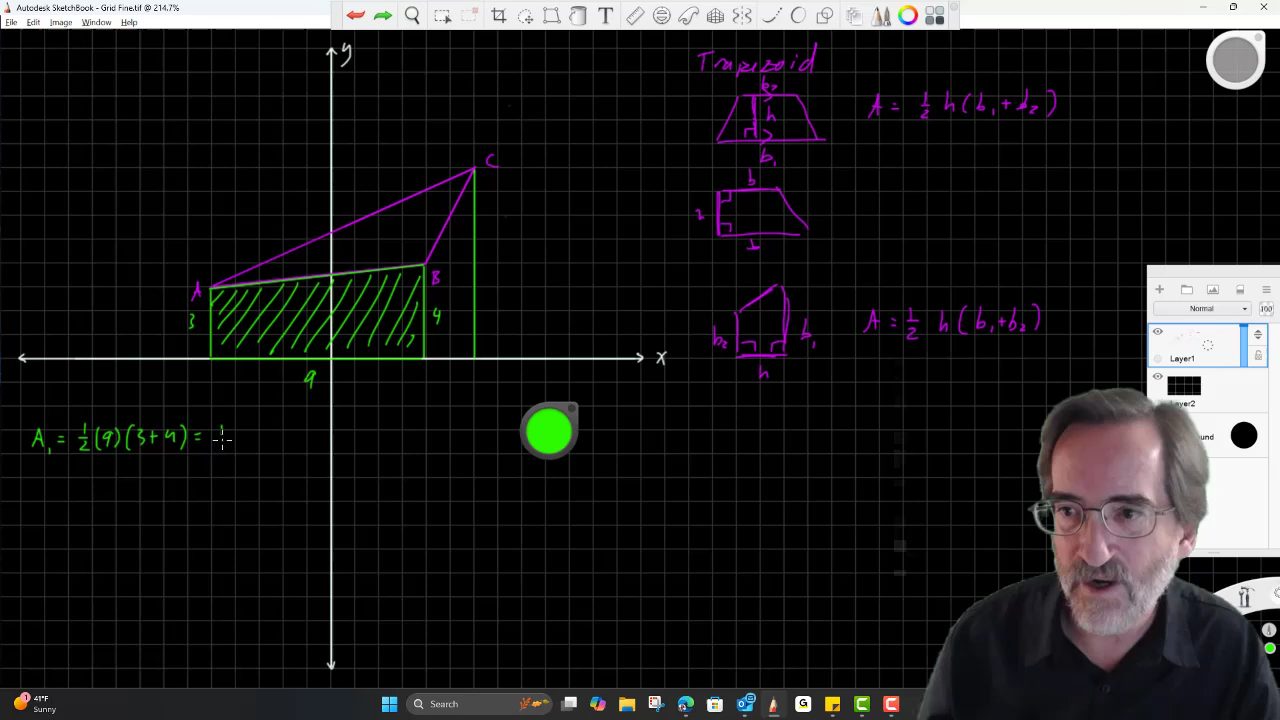 Autodesk SketchBook - Grid Fine.tif @ 214.7%
File Edit Image Window Help
y
Trapezoid
b₂
h
b₁
A = ½ h(b₁+b₂)
b
C
A
B
3
4
b₂
b₁
h
A = ½ h(b₁+b₂)
x
9
A₁ = ½(9)(3+4) =
Normal
100
Layer1
Layer2
41°F
Sunny
Search